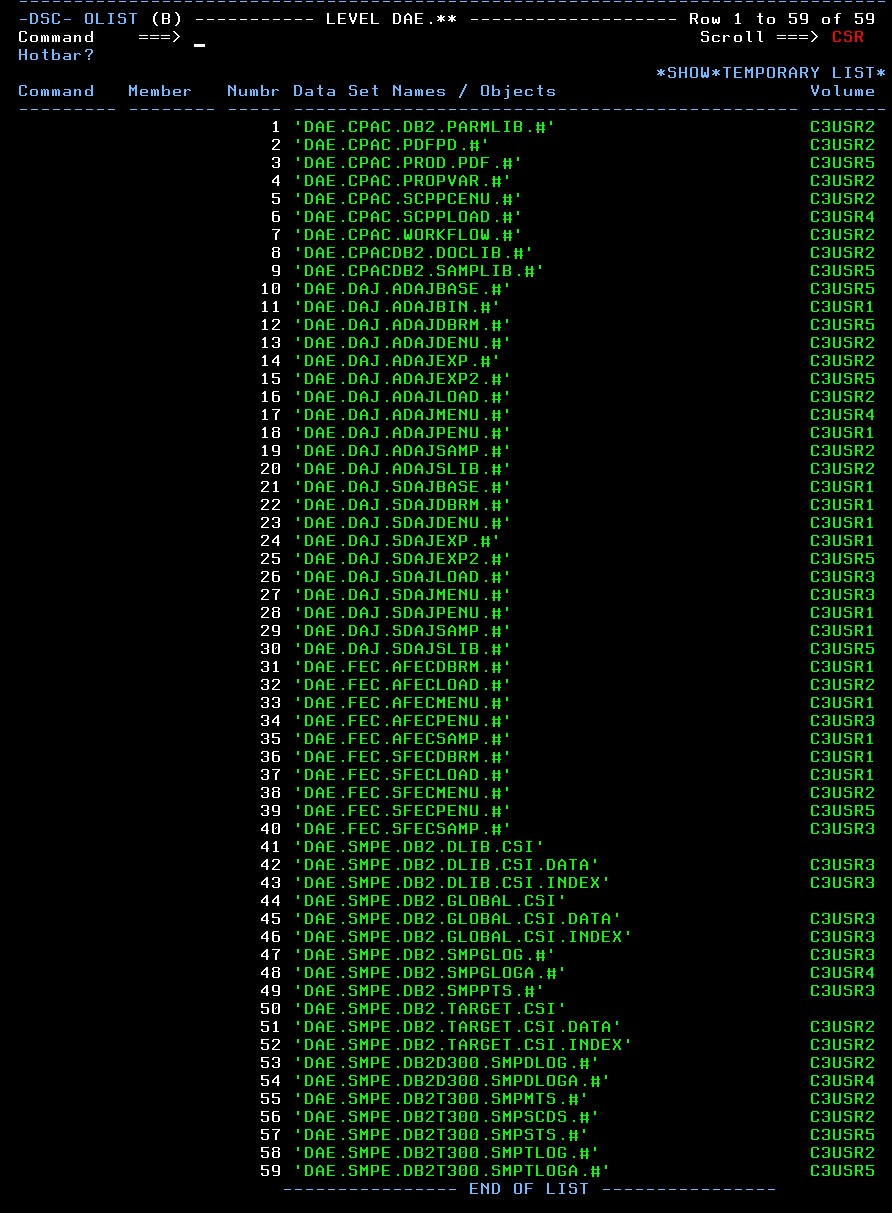 -DSC- OLIST (B) ----------- LEVEL DAE.** ------------------- Row 1 to 59 of 59
Command    ===> _                                              Scroll ===> CSR
Hotbar?
*SHOW*TEMPORARY LIST*
Command   Member   Numbr Data Set Names / Objects                       Volume
--------- -------- ----- ---------------------------------------------- -------
1 'DAE.CPAC.DB2.PARMLIB.#' C3USR2
2 'DAE.CPAC.PDFPD.#' C3USR2
3 'DAE.CPAC.PROD.PDF.#' C3USR5
4 'DAE.CPAC.PROPVAR.#' C3USR2
5 'DAE.CPAC.SCPPCENU.#' C3USR2
6 'DAE.CPAC.SCPPLOAD.#' C3USR4
7 'DAE.CPAC.WORKFLOW.#' C3USR2
8 'DAE.CPACDB2.DOCLIB.#' C3USR2
9 'DAE.CPACDB2.SAMPLIB.#' C3USR5
10 'DAE.DAJ.ADAJBASE.#' C3USR5
11 'DAE.DAJ.ADAJBIN.#' C3USR1
12 'DAE.DAJ.ADAJDBRM.#' C3USR5
13 'DAE.DAJ.ADAJDENU.#' C3USR2
14 'DAE.DAJ.ADAJEXP.#' C3USR2
15 'DAE.DAJ.ADAJEXP2.#' C3USR5
16 'DAE.DAJ.ADAJLOAD.#' C3USR2
17 'DAE.DAJ.ADAJMENU.#' C3USR4
18 'DAE.DAJ.ADAJPENU.#' C3USR1
19 'DAE.DAJ.ADAJSAMP.#' C3USR2
20 'DAE.DAJ.ADAJSLIB.#' C3USR2
21 'DAE.DAJ.SDAJBASE.#' C3USR1
22 'DAE.DAJ.SDAJDBRM.#' C3USR1
23 'DAE.DAJ.SDAJDENU.#' C3USR1
24 'DAE.DAJ.SDAJEXP.#' C3USR1
25 'DAE.DAJ.SDAJEXP2.#' C3USR5
26 'DAE.DAJ.SDAJLOAD.#' C3USR3
27 'DAE.DAJ.SDAJMENU.#' C3USR3
28 'DAE.DAJ.SDAJPENU.#' C3USR1
29 'DAE.DAJ.SDAJSAMP.#' C3USR1
30 'DAE.DAJ.SDAJSLIB.#' C3USR5
31 'DAE.FEC.AFECDBRM.#' C3USR1
32 'DAE.FEC.AFECLOAD.#' C3USR2
33 'DAE.FEC.AFECMENU.#' C3USR1
34 'DAE.FEC.AFECPENU.#' C3USR3
35 'DAE.FEC.AFECSAMP.#' C3USR1
36 'DAE.FEC.SFECDBRM.#' C3USR1
37 'DAE.FEC.SFECLOAD.#' C3USR1
38 'DAE.FEC.SFECMENU.#' C3USR2
39 'DAE.FEC.SFECPENU.#' C3USR5
40 'DAE.FEC.SFECSAMP.#' C3USR3
41 'DAE.SMPE.DB2.DLIB.CSI'
42 'DAE.SMPE.DB2.DLIB.CSI.DATA' C3USR3
43 'DAE.SMPE.DB2.DLIB.CSI.INDEX' C3USR3
44 'DAE.SMPE.DB2.GLOBAL.CSI'
45 'DAE.SMPE.DB2.GLOBAL.CSI.DATA' C3USR3
46 'DAE.SMPE.DB2.GLOBAL.CSI.INDEX' C3USR3
47 'DAE.SMPE.DB2.SMPGLOG.#' C3USR3
48 'DAE.SMPE.DB2.SMPGLOGA.#' C3USR4
49 'DAE.SMPE.DB2.SMPPTS.#' C3USR3
50 'DAE.SMPE.DB2.TARGET.CSI'
51 'DAE.SMPE.DB2.TARGET.CSI.DATA' C3USR2
52 'DAE.SMPE.DB2.TARGET.CSI.INDEX' C3USR2
53 'DAE.SMPE.DB2D300.SMPDLOG.#' C3USR2
54 'DAE.SMPE.DB2D300.SMPDLOGA.#' C3USR4
55 'DAE.SMPE.DB2T300.SMPMTS.#' C3USR2
56 'DAE.SMPE.DB2T300.SMPSCDS.#' C3USR2
57 'DAE.SMPE.DB2T300.SMPSTS.#' C3USR5
58 'DAE.SMPE.DB2T300.SMPTLOG.#' C3USR2
59 'DAE.SMPE.DB2T300.SMPTLOGA.#' C3USR5
---------------- END OF LIST ----------------